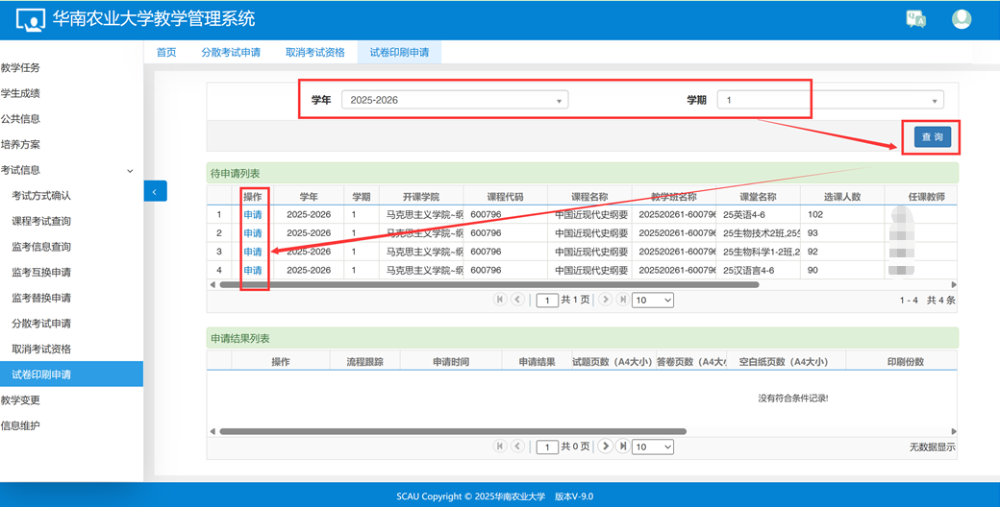 华南农业大学教学管理系统
首页 分散考试申请 取消考试资格 试卷印刷申请
教学任务
学生成绩
公共信息
培养方案
考试信息
考试方式确认
课程考试查询
监考信息查询
监考互换申请
监考替换申请
分散考试申请
取消考试资格
试卷印刷申请
教学变更
信息维护
学年 2025-2026 学期 1
查 询
待申请列表
操作 学年 学期 开课学院 课程代码 课程名称 教学班名称 课堂名称 选课人数 任课教师
1 申请 2025-2026 1 马克思主义学院~纲 600796 中国近现代史纲要 202520261-600796 25英语4-6 102
2 申请 2025-2026 1 马克思主义学院~纲 600796 中国近现代史纲要 202520261-600796 25生物技术2班,25生 93
3 申请 2025-2026 1 马克思主义学院~纲 600796 中国近现代史纲要 202520261-600796 25生物科学1-2班,2 92
4 申请 2025-2026 1 马克思主义学院~纲 600796 中国近现代史纲要 202520261-600796 25汉语言4-6 90
1 共 1 页 10 1 - 4 共 4 条
申请结果列表
操作 流程跟踪 申请时间 申请结果 试题页数（A4大小） 答卷页数（A4大小 空白纸页数（A4大小） 印刷份数
没有符合条件记录!
1 共 0 页 10 无数据显示
SCAU Copyright © 2025华南农业大学 版本V-9.0